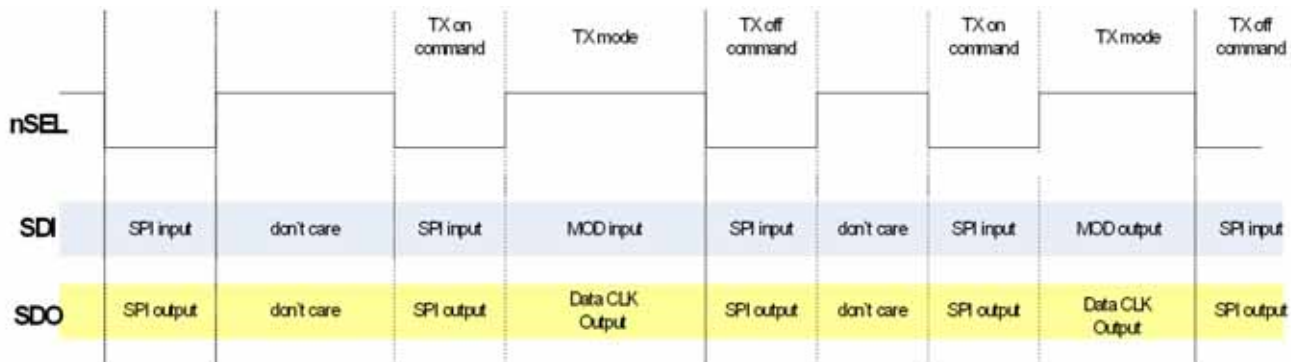 TX on command
TX mode
TX off command
TX on command
TX mode
TX off command
nSEL
SDI
SPI input
don't care
SPI input
MOD input
SPI input
don't care
SPI input
MOD output
SPI input
SDO
SPI output
don't care
SPI output
Data CLK Output
SPI output
don't care
SPI output
Data CLK Output
SPI output